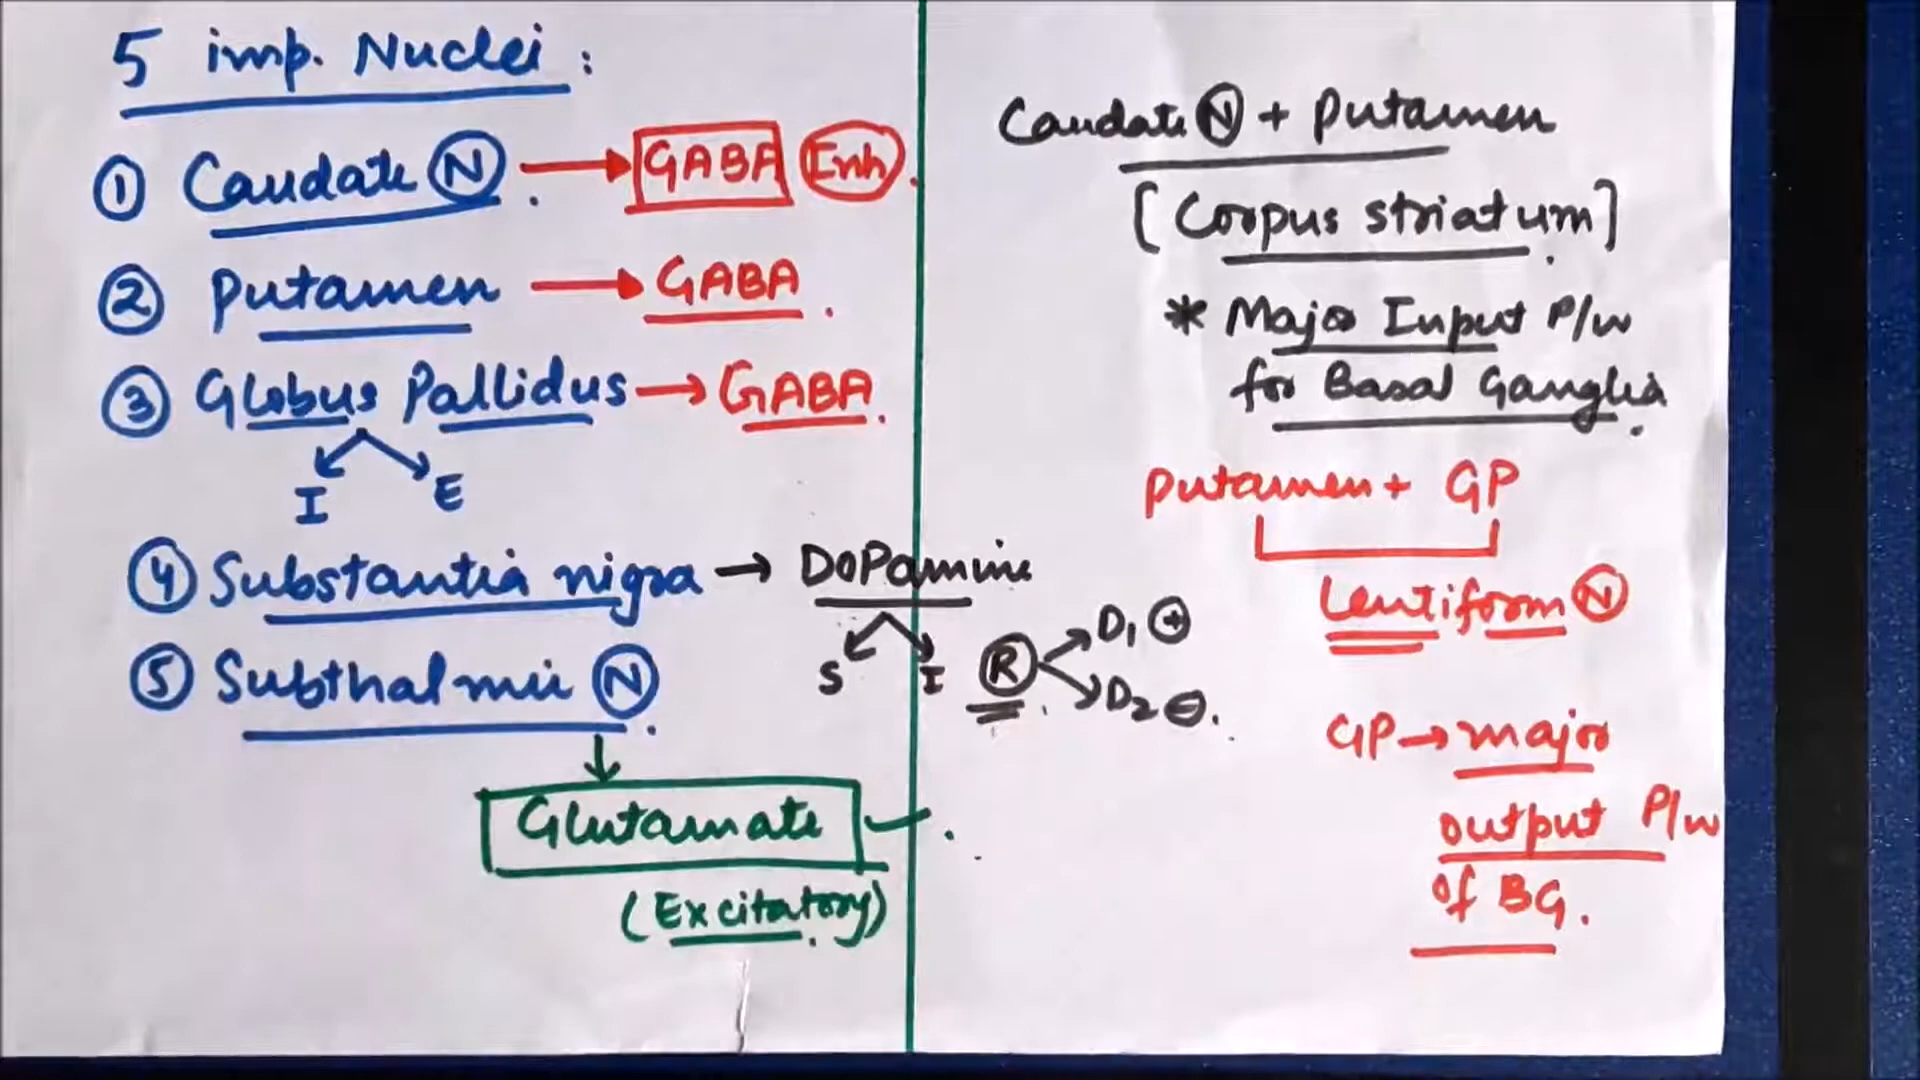 5 imp. Nuclei :
① Caudate Ⓝ. → GABA Inh.
② Putamen → GABA.
③ Globus Pallidus → GABA.
I E
④ Substantia nigra → Dopamine
S I Ⓡ D1 ⊕
D2 ⊖.
⑤ Subthalmic Ⓝ.
↓
Glutamate
(Excitatory)
Caudate Ⓝ + Putamen
[Corpus striatum]
* Major Input P/w
for Basal Ganglia.
Putamen + GP
Lentiform Ⓝ
GP → major
output P/w
of BG.